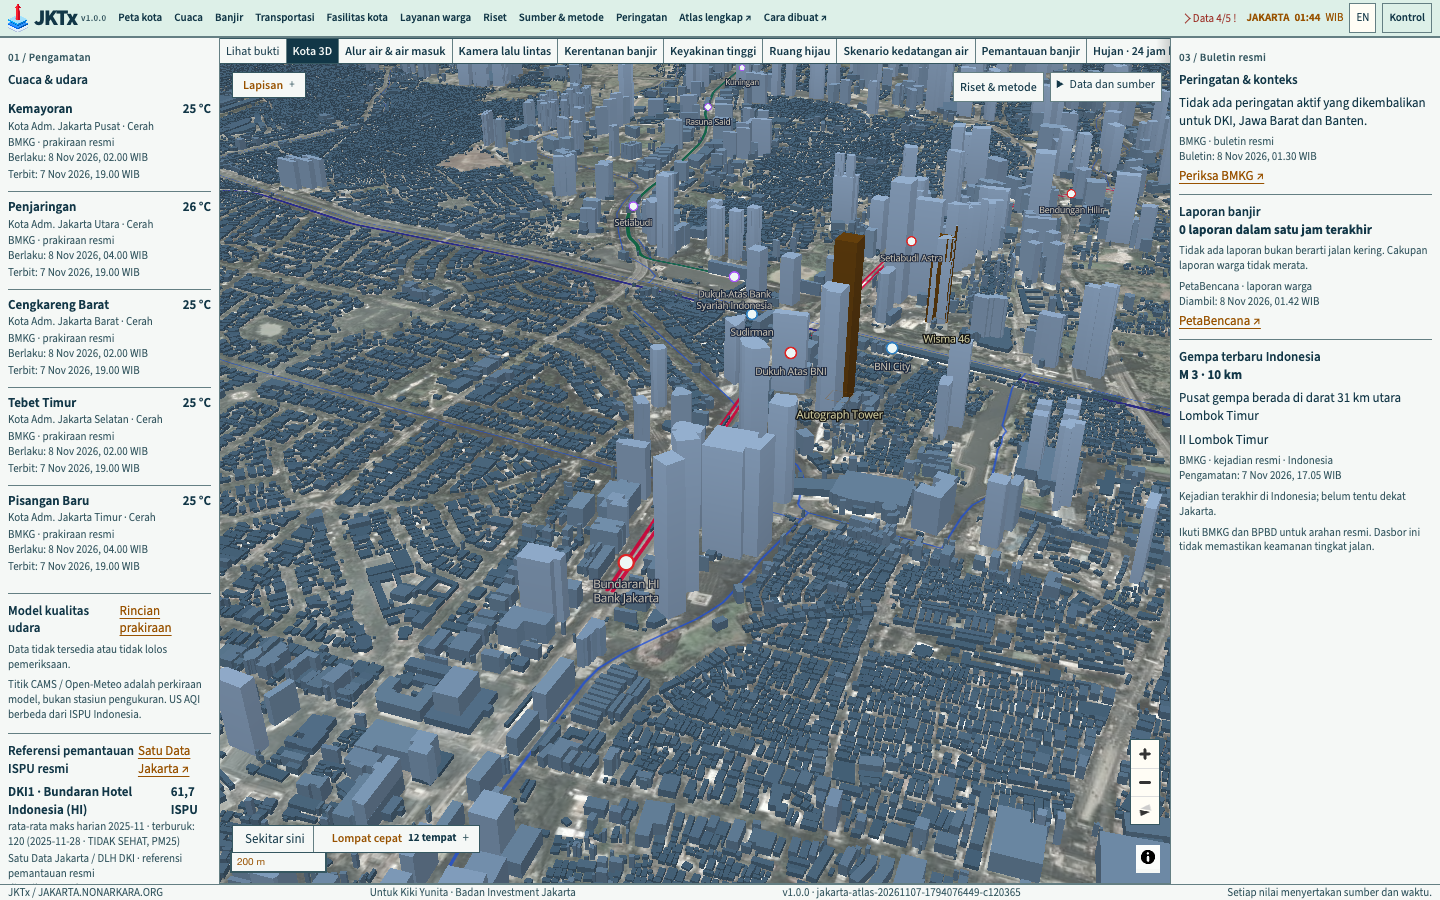 JKTx v1.0.0 Peta kota Cuaca Banjir Transportasi Fasilitas kota Layanan warga Riset Sumber & metode Peringatan Atlas lengkap ↗ Cara dibuat ↗
Data 4/5 ! JAKARTA 01:44 WIB EN Kontrol
Lihat bukti Kota 3D Alur air & air masuk Kamera lalu lintas Kerentanan banjir Keyakinan tinggi Ruang hijau Skenario kedatangan air Pemantauan banjir Hujan · 24 jam
01 / Pengamatan
Cuaca & udara
Kemayoran 25 °C
Kota Adm. Jakarta Pusat · Cerah
BMKG · prakiraan resmi
Berlaku: 8 Nov 2026, 02.00 WIB
Terbit: 7 Nov 2026, 19.00 WIB
Penjaringan 26 °C
Kota Adm. Jakarta Utara · Cerah
BMKG · prakiraan resmi
Berlaku: 8 Nov 2026, 04.00 WIB
Terbit: 7 Nov 2026, 19.00 WIB
Cengkareng Barat 25 °C
Kota Adm. Jakarta Barat · Cerah
BMKG · prakiraan resmi
Berlaku: 8 Nov 2026, 02.00 WIB
Terbit: 7 Nov 2026, 19.00 WIB
Tebet Timur 25 °C
Kota Adm. Jakarta Selatan · Cerah
BMKG · prakiraan resmi
Berlaku: 8 Nov 2026, 02.00 WIB
Terbit: 7 Nov 2026, 19.00 WIB
Pisangan Baru 25 °C
Kota Adm. Jakarta Timur · Cerah
BMKG · prakiraan resmi
Berlaku: 8 Nov 2026, 04.00 WIB
Terbit: 7 Nov 2026, 19.00 WIB
Model kualitas udara
Rincian prakiraan
Data tidak tersedia atau tidak lolos
pemeriksaan.
Titik CAMS / Open-Meteo adalah perkiraan
model, bukan stasiun pengukuran. US AQI
berbeda dari ISPU Indonesia.
Referensi pemantauan ISPU resmi
Satu Data Jakarta ↗
DKI1 · Bundaran Hotel Indonesia (HI)
61,7 ISPU
rata-rata maks harian 2025-11 · terburuk:
120 (2025-11-28 · TIDAK SEHAT, PM25)
Satu Data Jakarta / DLH DKI · referensi
pemantauan resmi
Lapisan +
Riset & metode
▶ Data dan sumber
Kuningan
Rasuna Said
Setiabudi
Bendungan Hilir
Setiabudi Astra
Dukuh Atas Bank
Syariah Indonesia
Sudirman
Wisma 46
Dukuh Atas BNI
BNI City
Autograph Tower
Bundaran HI
Bank Jakarta
Sekitar sini
Lompat cepat 12 tempat +
200 m
03 / Buletin resmi
Peringatan & konteks
Tidak ada peringatan aktif yang dikembalikan
untuk DKI, Jawa Barat dan Banten.
BMKG · buletin resmi
Buletin: 8 Nov 2026, 01.30 WIB
Periksa BMKG ↗
Laporan banjir
0 laporan dalam satu jam terakhir
Tidak ada laporan bukan berarti jalan kering. Cakupan
laporan warga tidak merata.
PetaBencana · laporan warga
Diambil: 8 Nov 2026, 01.42 WIB
PetaBencana ↗
Gempa terbaru Indonesia
M 3 · 10 km
Pusat gempa berada di darat 31 km utara
Lombok Timur
II Lombok Timur
BMKG · kejadian resmi · Indonesia
Pengamatan: 7 Nov 2026, 17.05 WIB
Kejadian terakhir di Indonesia; belum tentu dekat
Jakarta.
Ikuti BMKG dan BPBD untuk arahan resmi. Dasbor ini
tidak memastikan keamanan tingkat jalan.
JKTx / JAKARTA.NONARKARA.ORG
Untuk Kiki Yunita · Badan Investment Jakarta
v1.0.0 · jakarta-atlas-20261107-1794076449-c120365
Setiap nilai menyertakan sumber dan waktu.